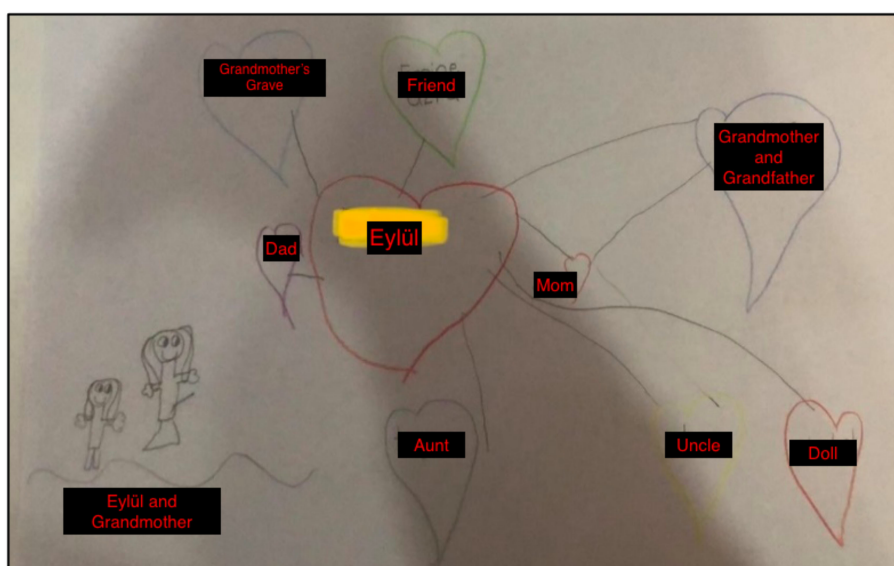 Grandmother's
Grave
Friend
Grandmother
and
Grandfather
Eylül
Dad
Mom
Aunt
Uncle
Doll
Eylül and
Grandmother